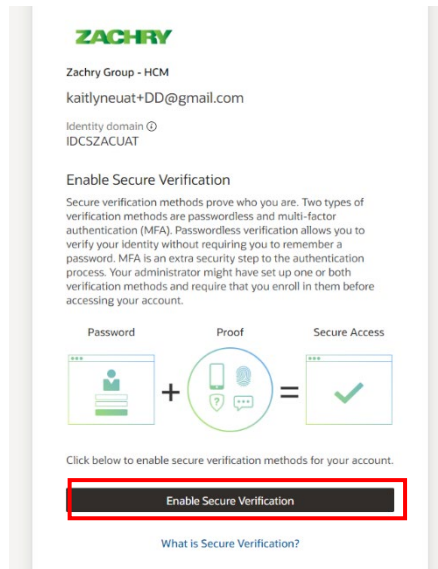 ZACHRY
Zachry Group - HCM
kaitlyneuat+DD@gmail.com
Identity domain
IDCSZACUAT
Enable Secure Verification
Secure verification methods prove who you are. Two types of
verification methods are passwordless and multi-factor
authentication (MFA). Passwordless verification allows you to
verify your identity without requiring you to remember a
password. MFA is an extra security step to the authentication
process. Your administrator might have set up one or both
verification methods and require that you enroll in them before
accessing your account.
Password Proof Secure Access
+ ? =
Click below to enable secure verification methods for your account.
Enable Secure Verification
What is Secure Verification?